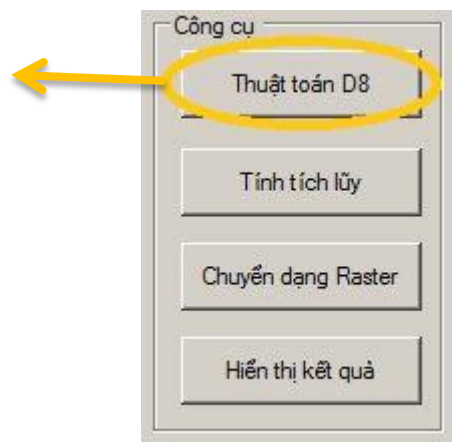 Công cụ
Thuật toán D8
Tính tích lũy
Chuyển dạng Raster
Hiển thị kết quả